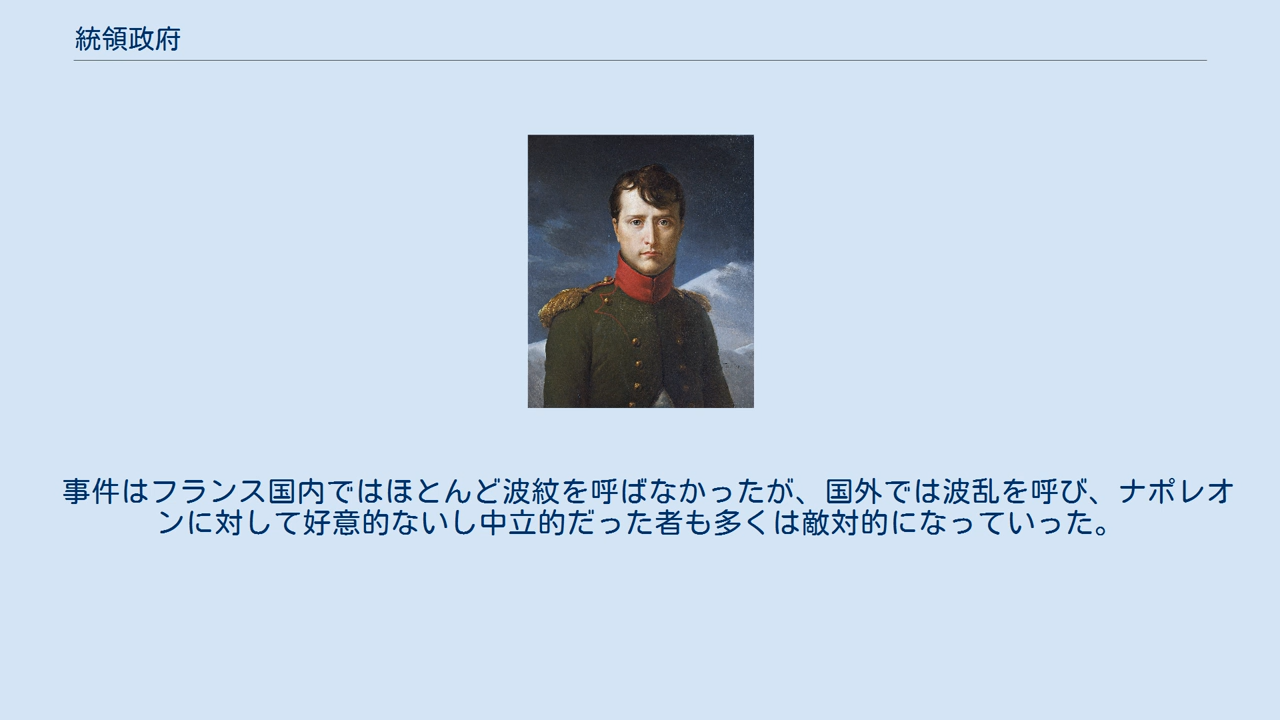 統領政府
事件はフランス国内ではほとんど波紋を呼ばなかったが、国外では波乱を呼び、ナポレオ
ンに対して好意的ないし中立的だった者も多くは敵対的になっていった。